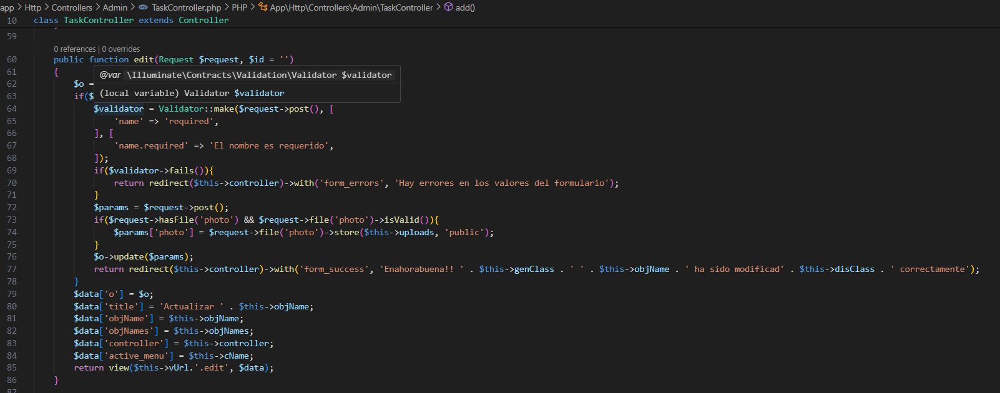 app > Http > Controllers > Admin > TaskController.php > PHP > App\Http\Controllers\Admin\TaskController > add()
10 class TaskController extends Controller
59
0 references | 0 overrides
60 public function edit(Request $request, $id = '')
61 {
@var \Illuminate\Contracts\Validation\Validator $validator
62 $o =
(local variable) Validator $validator
63 if($
64 $validator = Validator::make($request->post(), [
65 'name' => 'required',
66 ], [
67 'name.required' => 'El nombre es requerido',
68 ]);
69 if($validator->fails()){
70 return redirect($this->controller)->with('form_errors', 'Hay errores en los valores del formulario');
71 }
72 $params = $request->post();
73 if($request->hasFile('photo') && $request->file('photo')->isValid()){
74 $params['photo'] = $request->file('photo')->store($this->uploads, 'public');
75 }
76 $o->update($params);
77 return redirect($this->controller)->with('form_success', 'Enahorabuena!! ' . $this->genClass . ' ' . $this->objName . ' ha sido modificad' . $this->disClass . ' correctamente');
78 }
79 $data['o'] = $o;
80 $data['title'] = 'Actualizar ' . $this->objName;
81 $data['objName'] = $this->objName;
82 $data['objNames'] = $this->objNames;
83 $data['controller'] = $this->controller;
84 $data['active_menu'] = $this->cName;
85 return view($this->vUrl.'.edit', $data);
86 }
87